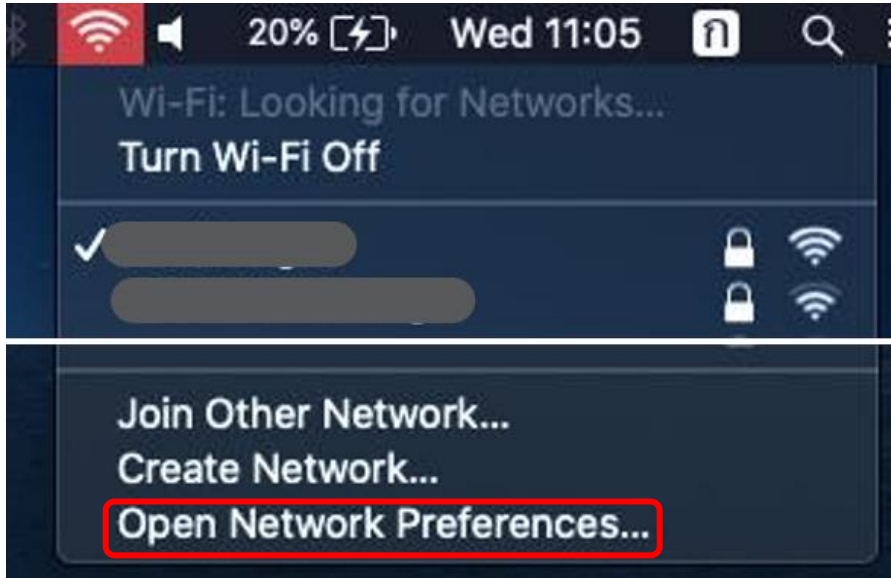 20% Wed 11:05 ก
Wi-Fi: Looking for Networks...
Turn Wi-Fi Off
Join Other Network...
Create Network...
Open Network Preferences...